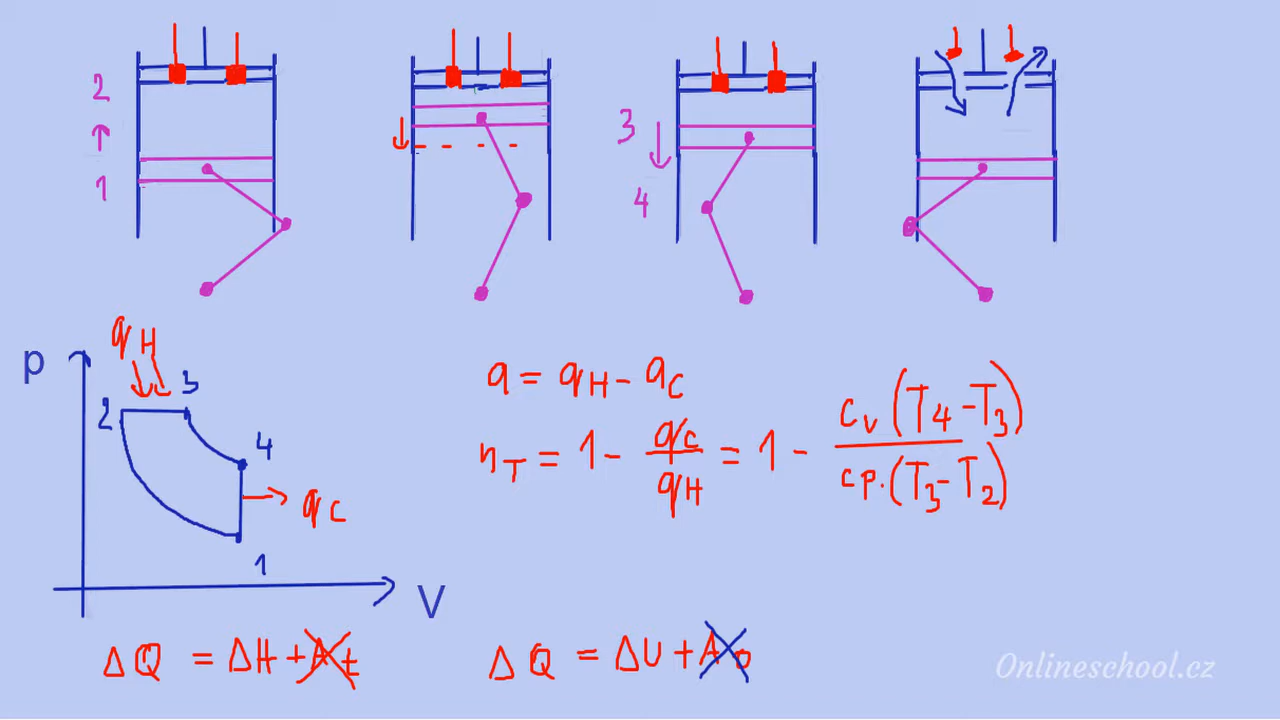 2
↑
1
3
↓
4
qH
p
2
3
4
qC
1
V
a = qH - qC
ηT = 1 - qC/qH = 1 - cv (T4 - T3) / cp.(T3 - T2)
ΔQ = ΔH + At
ΔQ = ΔU + Ao
Onlineschool.cz